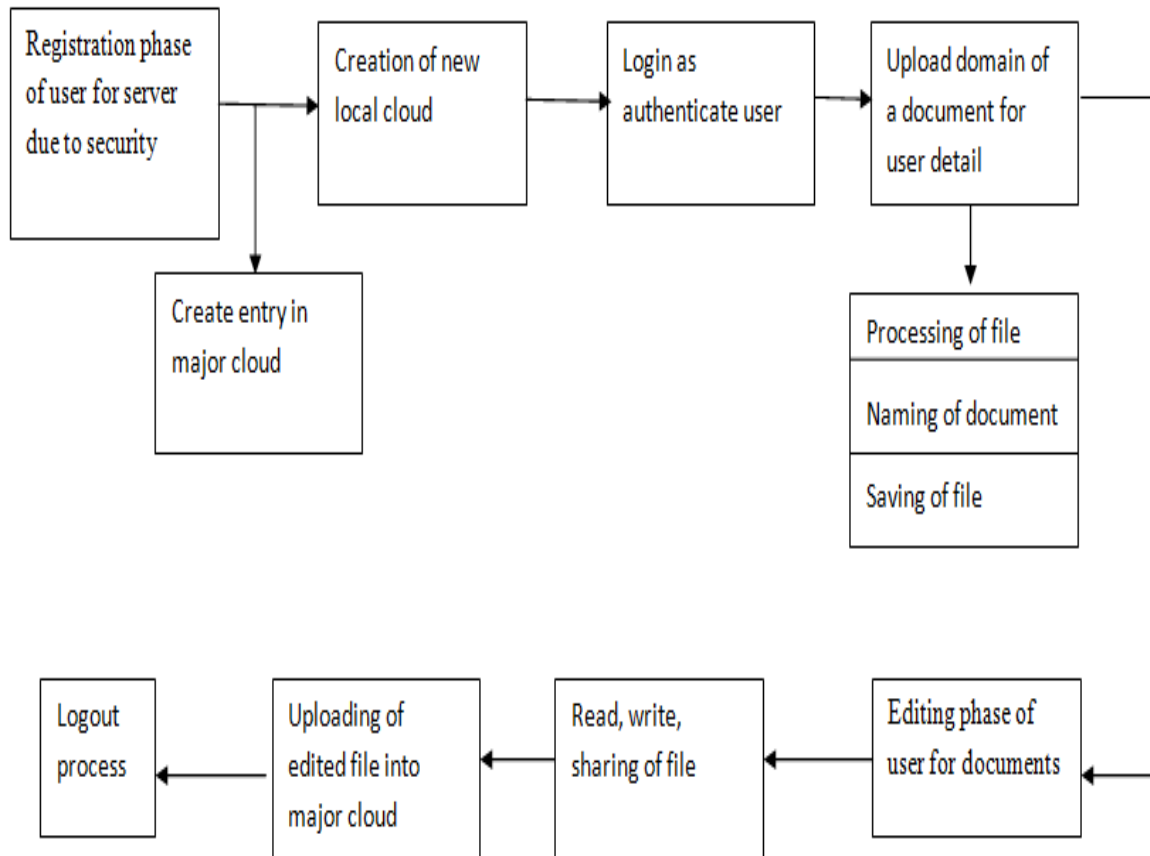 Registration phase
of user for server
due to security
Creation of new
local cloud
Login as
authenticate user
Upload domain of
a document for
user detail
Create entry in
major cloud
Processing of file
Naming of document
Saving of file
Editing phase of
user for documents
Read, write,
sharing of file
Uploading of
edited file into
major cloud
Logout
process